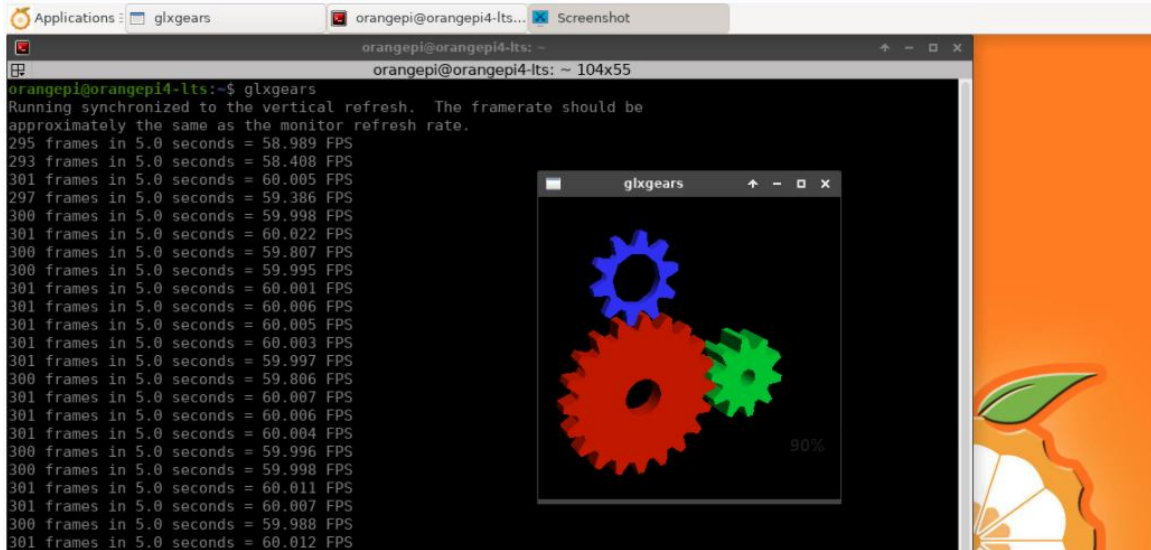 Applications
glxgears
orangepi@orangepi4-lts...
Screenshot
orangepi@orangepi4-lts: ~
orangepi@orangepi4-lts: ~ 104x55
orangepi@orangepi4-lts:~$ glxgears
Running synchronized to the vertical refresh.  The framerate should be
approximately the same as the monitor refresh rate.
295 frames in 5.0 seconds = 58.989 FPS
293 frames in 5.0 seconds = 58.408 FPS
301 frames in 5.0 seconds = 60.005 FPS
297 frames in 5.0 seconds = 59.386 FPS
300 frames in 5.0 seconds = 59.998 FPS
301 frames in 5.0 seconds = 60.022 FPS
300 frames in 5.0 seconds = 59.807 FPS
300 frames in 5.0 seconds = 59.995 FPS
301 frames in 5.0 seconds = 60.001 FPS
301 frames in 5.0 seconds = 60.006 FPS
301 frames in 5.0 seconds = 60.005 FPS
301 frames in 5.0 seconds = 60.003 FPS
301 frames in 5.0 seconds = 59.997 FPS
300 frames in 5.0 seconds = 59.806 FPS
301 frames in 5.0 seconds = 60.007 FPS
301 frames in 5.0 seconds = 60.006 FPS
301 frames in 5.0 seconds = 60.004 FPS
300 frames in 5.0 seconds = 59.996 FPS
300 frames in 5.0 seconds = 59.998 FPS
301 frames in 5.0 seconds = 60.011 FPS
301 frames in 5.0 seconds = 60.007 FPS
300 frames in 5.0 seconds = 59.988 FPS
301 frames in 5.0 seconds = 60.012 FPS
glxgears
90%